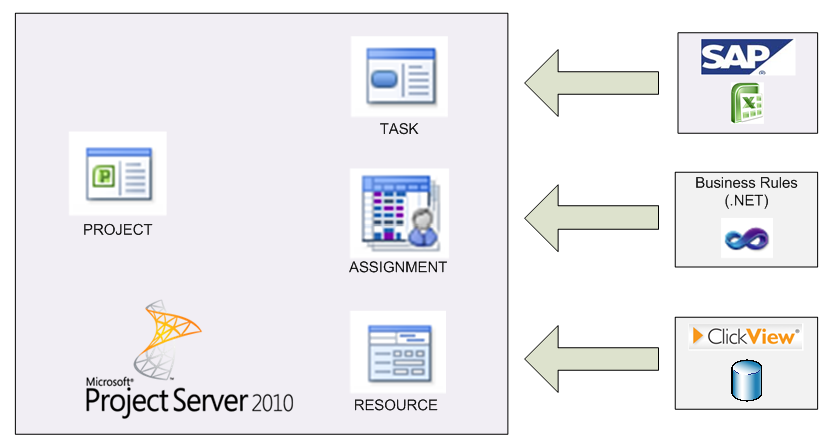 TASK
PROJECT
ASSIGNMENT
RESOURCE
Microsoft®
Project Server 2010
SAP®
Business Rules
(.NET)
ClickView®